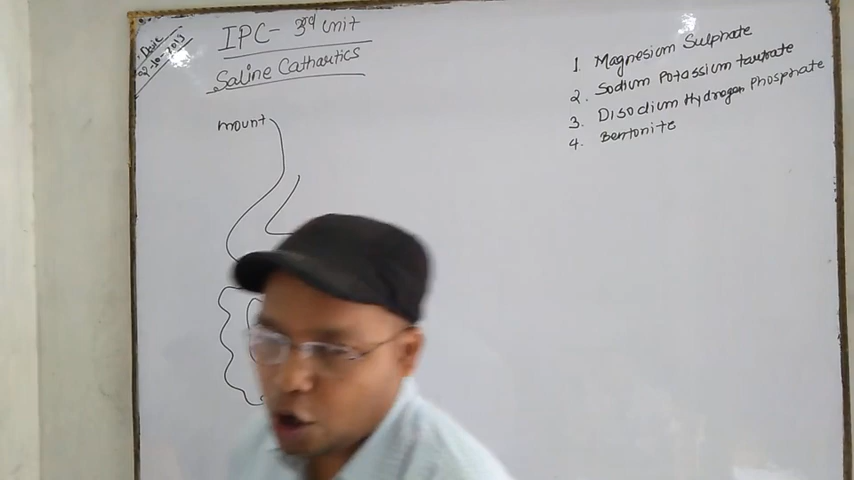 Date
IPC- 3rd Unit
Saline Cathartics
mount
1. Magnesium Sulphate
2. Sodium Potassium tartrate
3. Disodium Hydrogen Phosphate
4. Bentonite